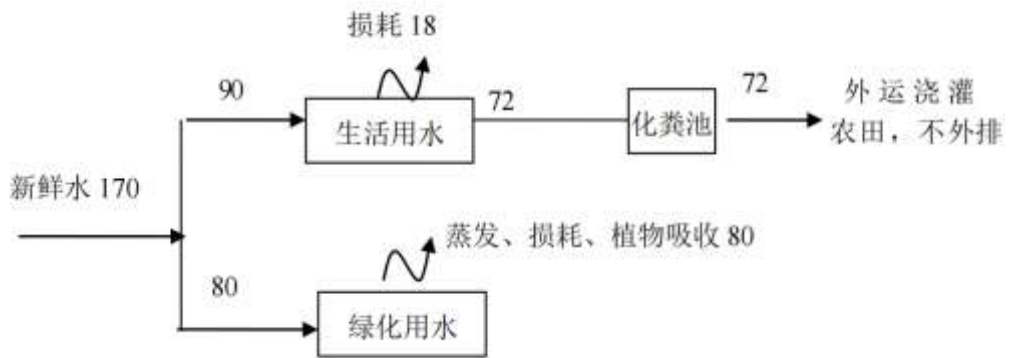 损耗 18
90
72
72
外运浇灌
农田，不外排
生活用水
化粪池
新鲜水 170
蒸发、损耗、植物吸收 80
80
绿化用水